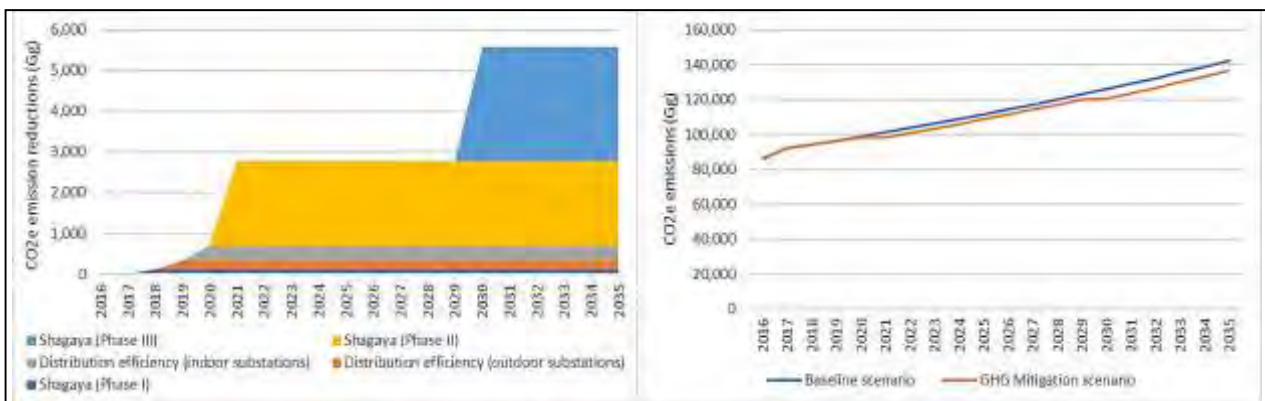 CO2e emission reductions (Gg)
6,000
5,000
4,000
3,000
2,000
1,000
0
2016 2017 2018 2019 2020 2021 2022 2023 2024 2025 2026 2027 2028 2029 2030 2031 2032 2033 2034 2035
Shagaya (Phase III) Shagaya (Phase II)
Distribution efficiency (indoor substations) Distribution efficiency (outdoor substations)
Shagaya (Phase I)
CO2e emissions (Gg)
160,000
140,000
120,000
100,000
80,000
60,000
40,000
20,000
0
2016 2017 2018 2019 2020 2021 2022 2023 2024 2025 2026 2027 2028 2029 2030 2031 2032 2033 2034 2035
Baseline scenario GHG Mitigation scenario